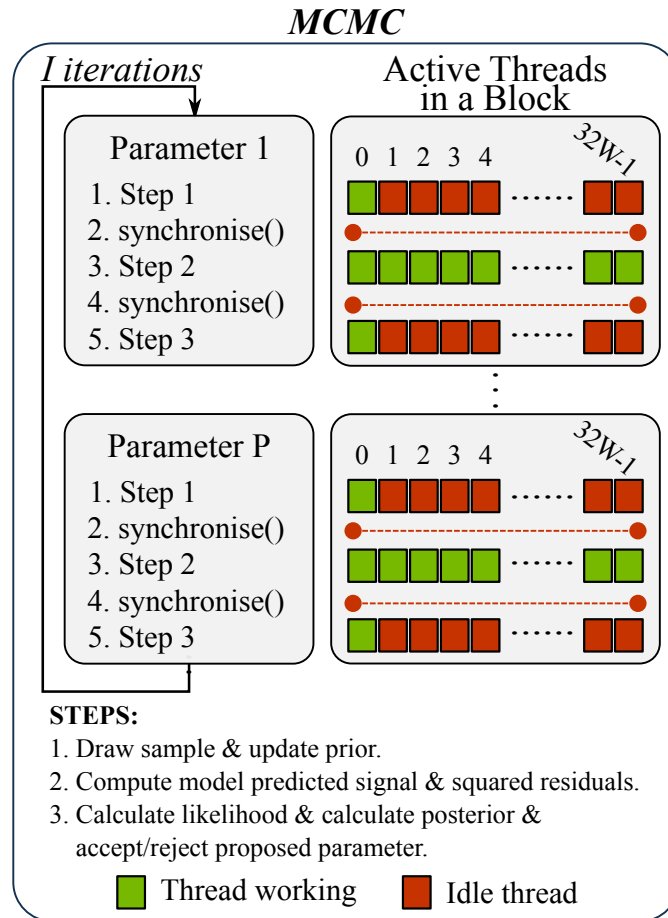 MCMC
I iterations
Active Threads
in a Block
Parameter 1
1. Step 1
2. synchronise()
3. Step 2
4. synchronise()
5. Step 3
0 1 2 3 4 32W-1
Parameter P
1. Step 1
2. synchronise()
3. Step 2
4. synchronise()
5. Step 3
0 1 2 3 4 32W-1
STEPS:
1. Draw sample & update prior.
2. Compute model predicted signal & squared residuals.
3. Calculate likelihood & calculate posterior &
accept/reject proposed parameter.
Thread working
Idle thread